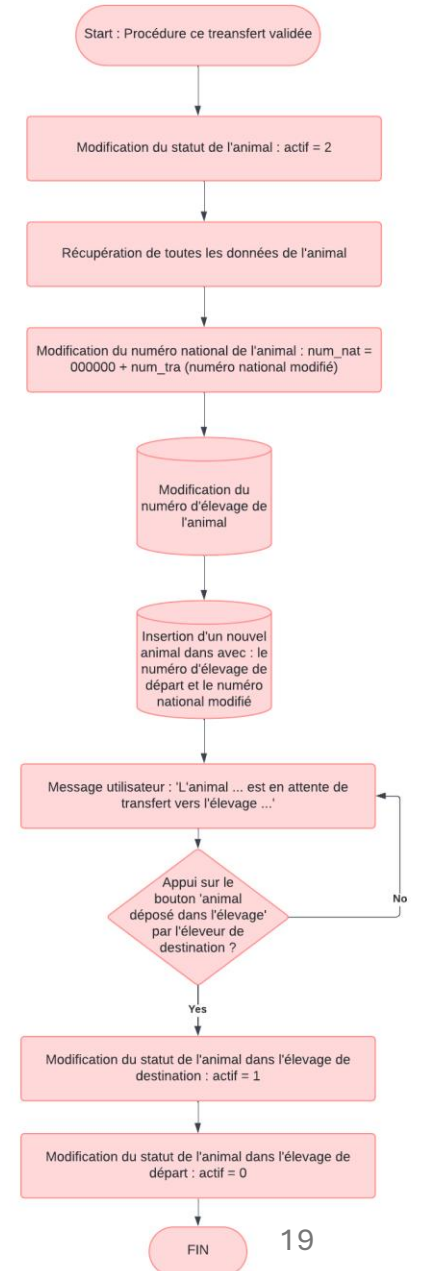 Start : Procédure ce treansfert validée
Modification du statut de l'animal : actif = 2
Récupération de toutes les données de l'animal
Modification du numéro national de l'animal : num_nat =
000000 + num_tra (numéro national modifié)
Modification du
numéro d'élevage de
l'animal
Insertion d'un nouvel
animal dans avec : le
numéro d'élevage de
départ et le numéro
national modifié
Message utilisateur : 'L'animal ... est en attente de
transfert vers l'élevage ...'
Appui sur le
bouton 'animal
déposé dans l'élevage'
par l'éleveur de
destination ?
No
Yes
Modification du statut de l'animal dans l'élevage de
destination : actif = 1
Modification du statut de l'animal dans l'élevage de
départ : actif = 0
FIN
19